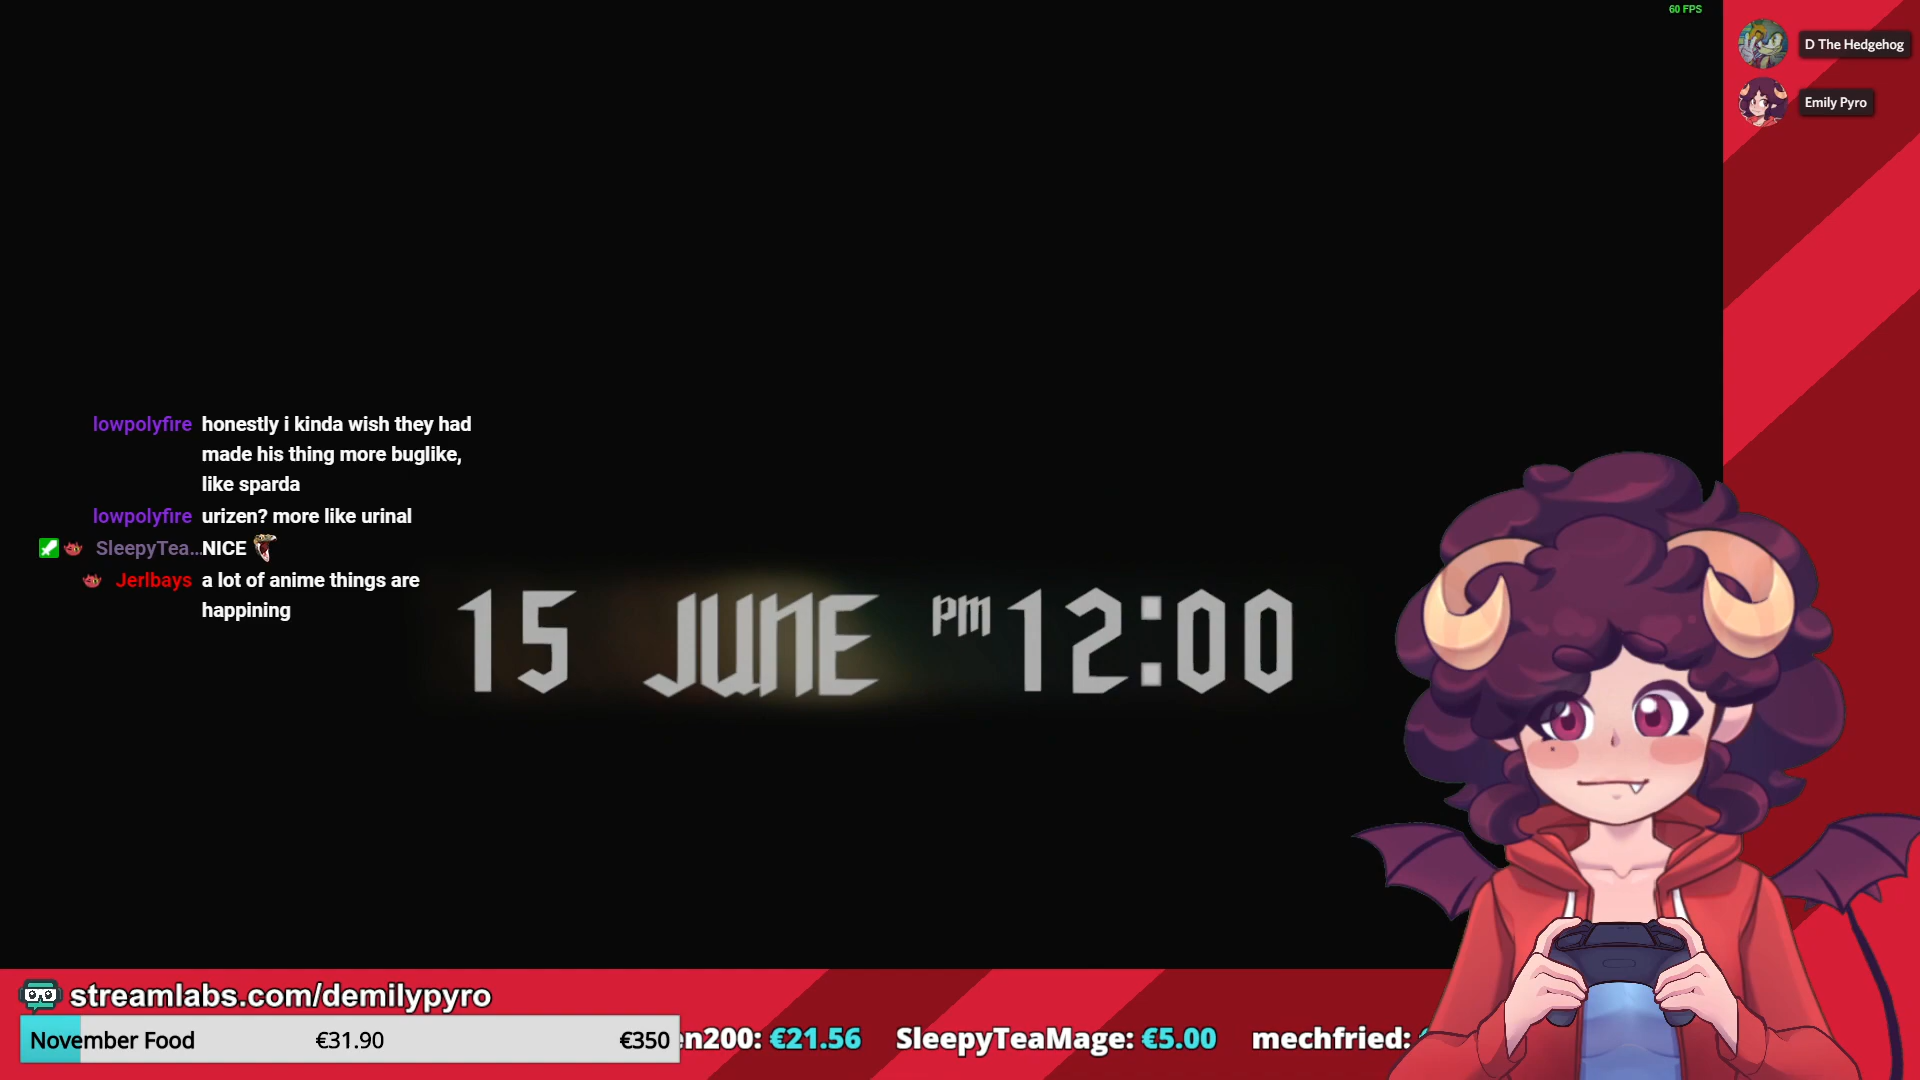 60 FPS
D The Hedgehog
Emily Pyro
lowpolyfire honestly i kinda wish they had
made his thing more buglike,
like sparda
lowpolyfire urizen? more like urinal
SleepyTea... NICE
Jerlbays a lot of anime things are
happining
15 JUNE pm 12:00
streamlabs.com/demilypyro
November Food €31.90 €350
en200: €21.56 SleepyTeaMage: €5.00 mechfried: